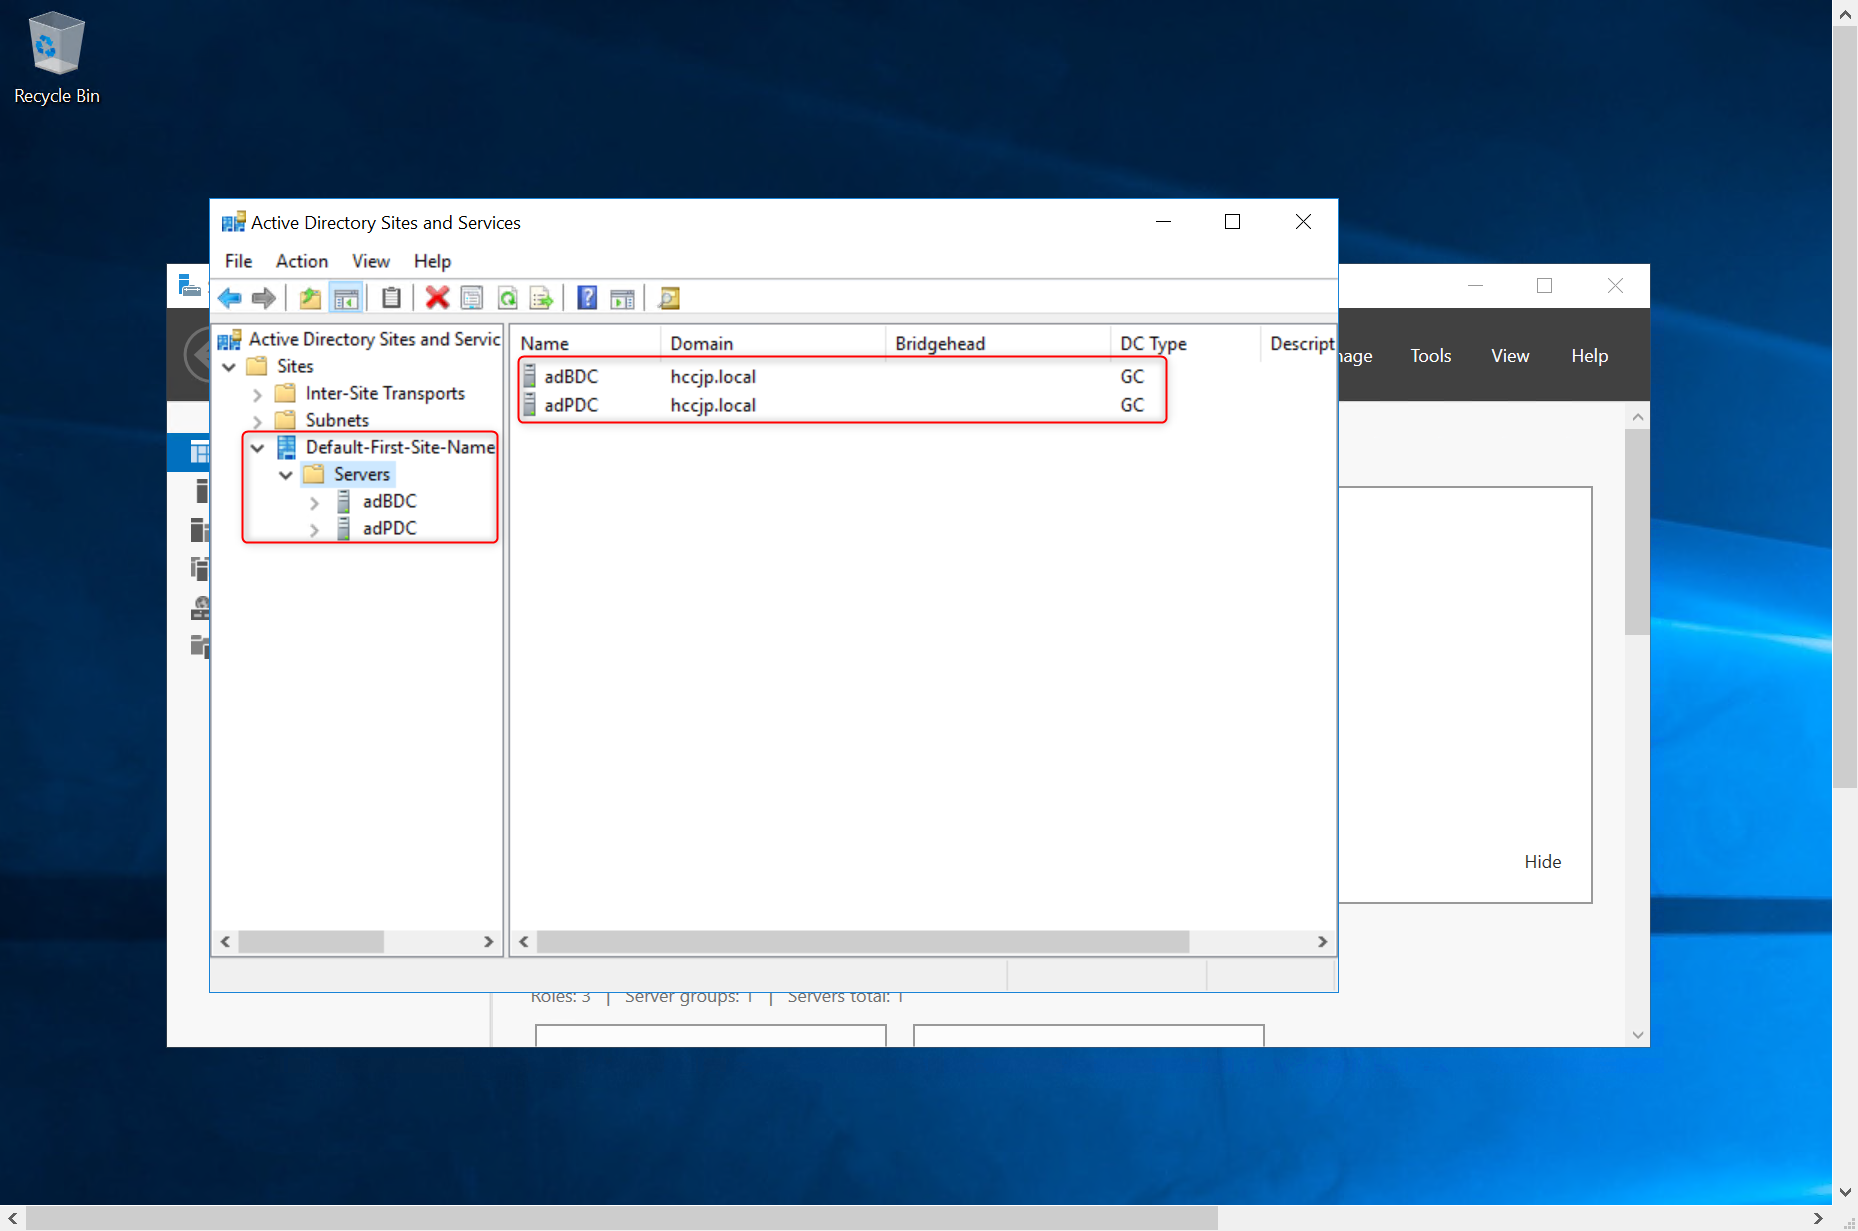 Recycle Bin
Active Directory Sites and Services
File Action View Help
Active Directory Sites and Servic
Sites
Inter-Site Transports
Subnets
Default-First-Site-Name
Servers
adBDC
adPDC
Name Domain Bridgehead DC Type Descript
adBDC hccjp.local GC
adPDC hccjp.local GC
nage Tools View Help
Hide
Roles: 3 | Server groups: 1 | Servers total: 1